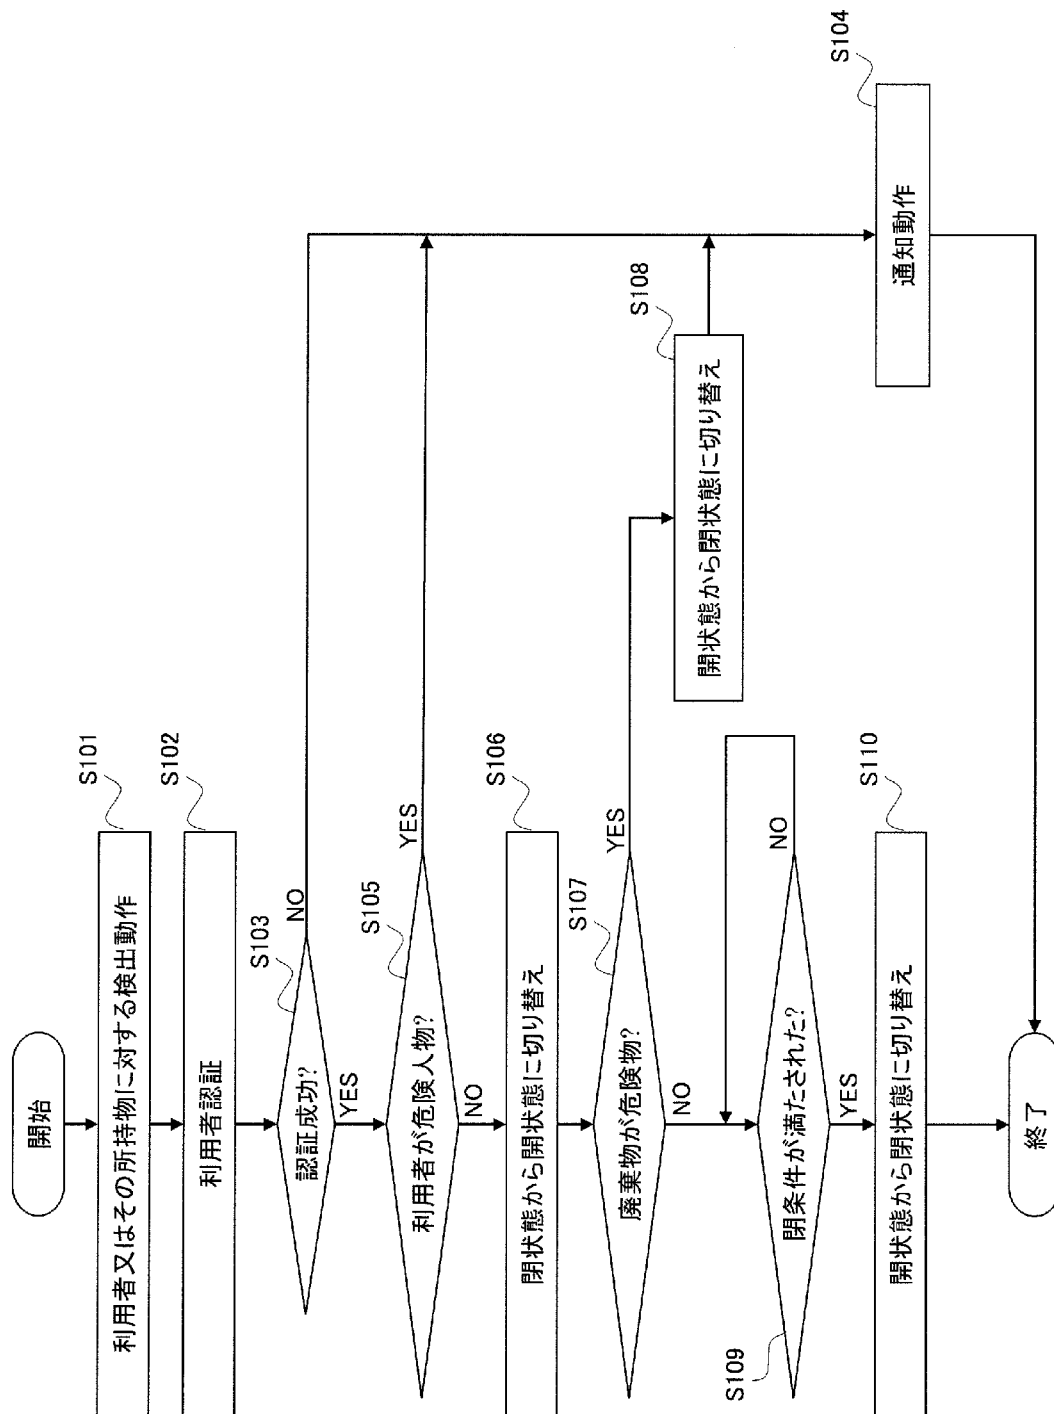 開始
S101
利用者又はその所持物に対する検出動作
S102
利用者認証
S103
認証成功?
NO
YES
S105
利用者が危険人物?
YES
NO
S106
閉状態から開状態に切り替え
S107
廃棄物が危険物?
YES
NO
S108
開状態から閉状態に切り替え
S109
閉条件が満たされた?
NO
YES
S110
開状態から閉状態に切り替え
S104
通知動作
終了